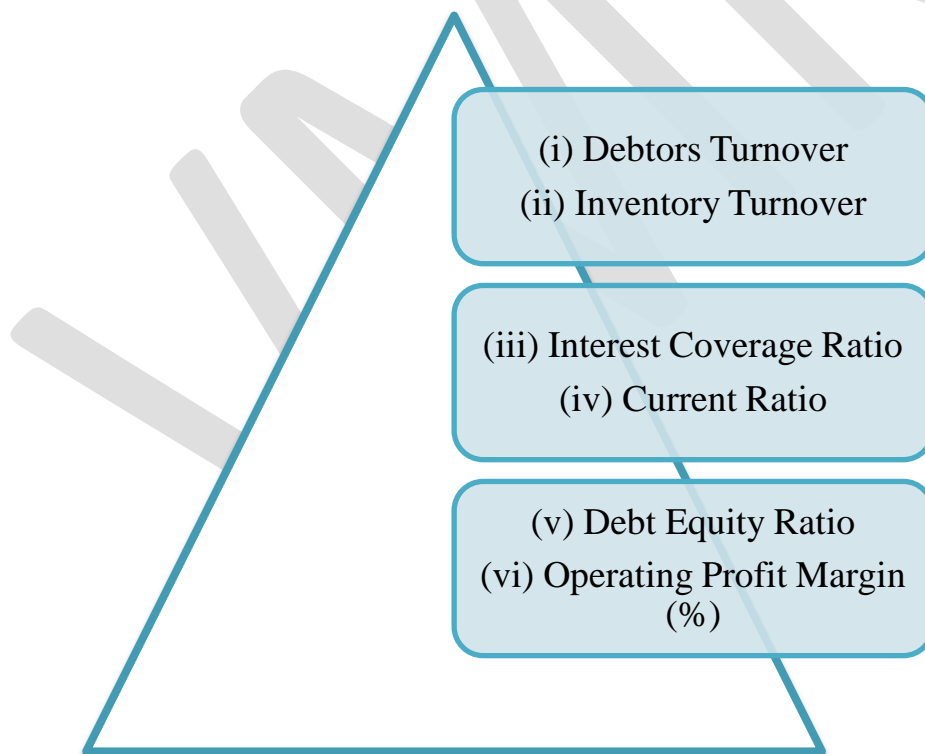 (i) Debtors Turnover
(ii) Inventory Turnover
(iii) Interest Coverage Ratio
(iv) Current Ratio
(v) Debt Equity Ratio
(vi) Operating Profit Margin
(%)